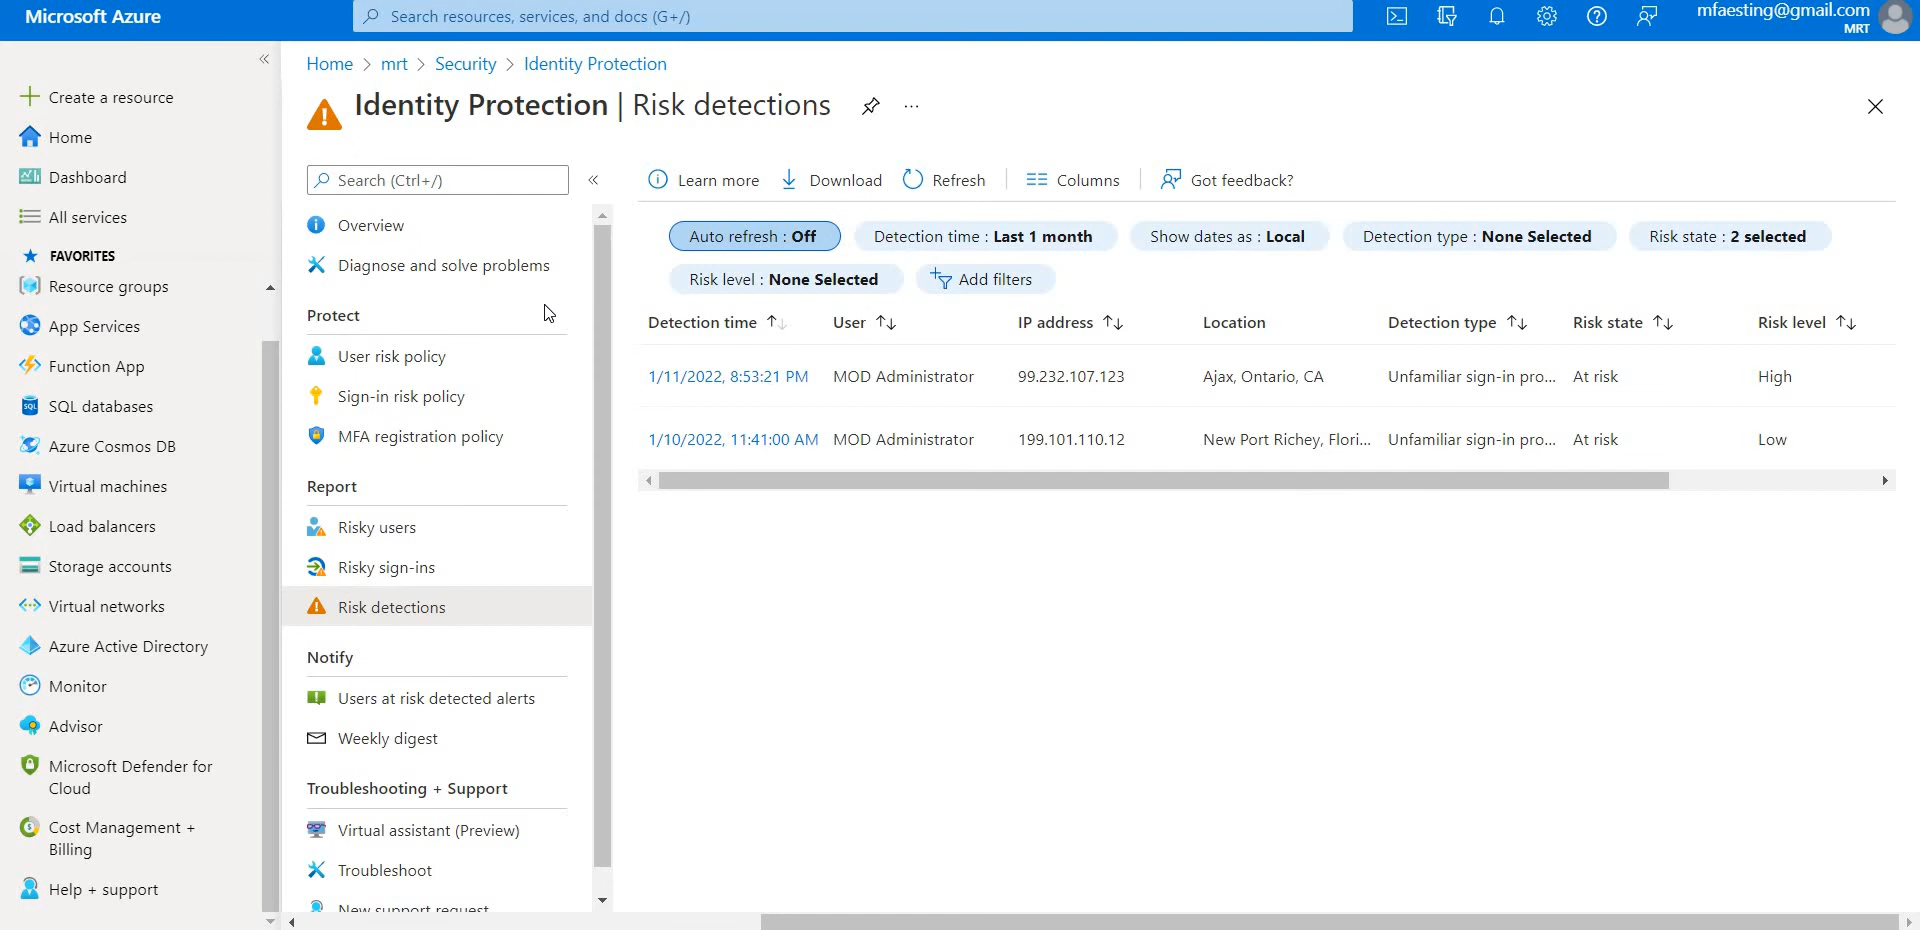 Microsoft Azure
Search resources, services, and docs (G+/)
mfaesting@gmail.com
MRT
Create a resource
Home
Dashboard
All services
FAVORITES
Resource groups
App Services
Function App
SQL databases
Azure Cosmos DB
Virtual machines
Load balancers
Storage accounts
Virtual networks
Azure Active Directory
Monitor
Advisor
Microsoft Defender for
Cloud
Cost Management +
Billing
Help + support
Home > mrt > Security > Identity Protection
Identity Protection | Risk detections
Search (Ctrl+/)
Overview
Diagnose and solve problems
Protect
User risk policy
Sign-in risk policy
MFA registration policy
Report
Risky users
Risky sign-ins
Risk detections
Notify
Users at risk detected alerts
Weekly digest
Troubleshooting + Support
Virtual assistant (Preview)
Troubleshoot
New support request
Learn more Download Refresh Columns Got feedback?
Auto refresh : Off Detection time : Last 1 month Show dates as : Local Detection type : None Selected Risk state : 2 selected
Risk level : None Selected Add filters
Detection time User IP address Location Detection type Risk state Risk level
1/11/2022, 8:53:21 PM MOD Administrator 99.232.107.123 Ajax, Ontario, CA Unfamiliar sign-in pro... At risk High
1/10/2022, 11:41:00 AM MOD Administrator 199.101.110.12 New Port Richey, Flori... Unfamiliar sign-in pro... At risk Low